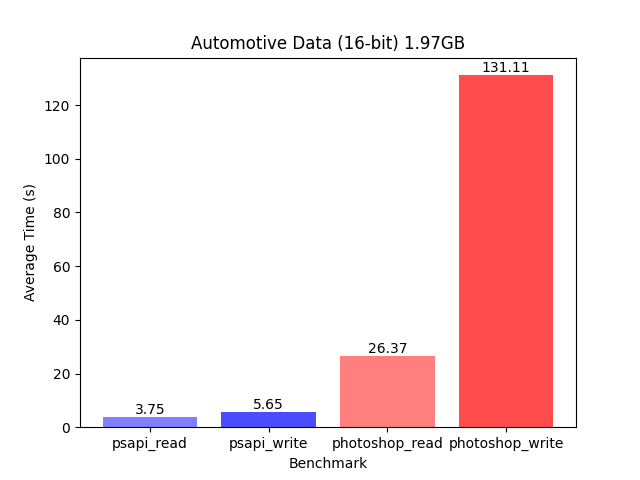 Automotive Data (16-bit) 1.97GB
131.11
120
100
80
60
40
20
0
Average Time (s)
26.37
5.65
3.75
psapi_read psapi_write photoshop_read photoshop_write
Benchmark